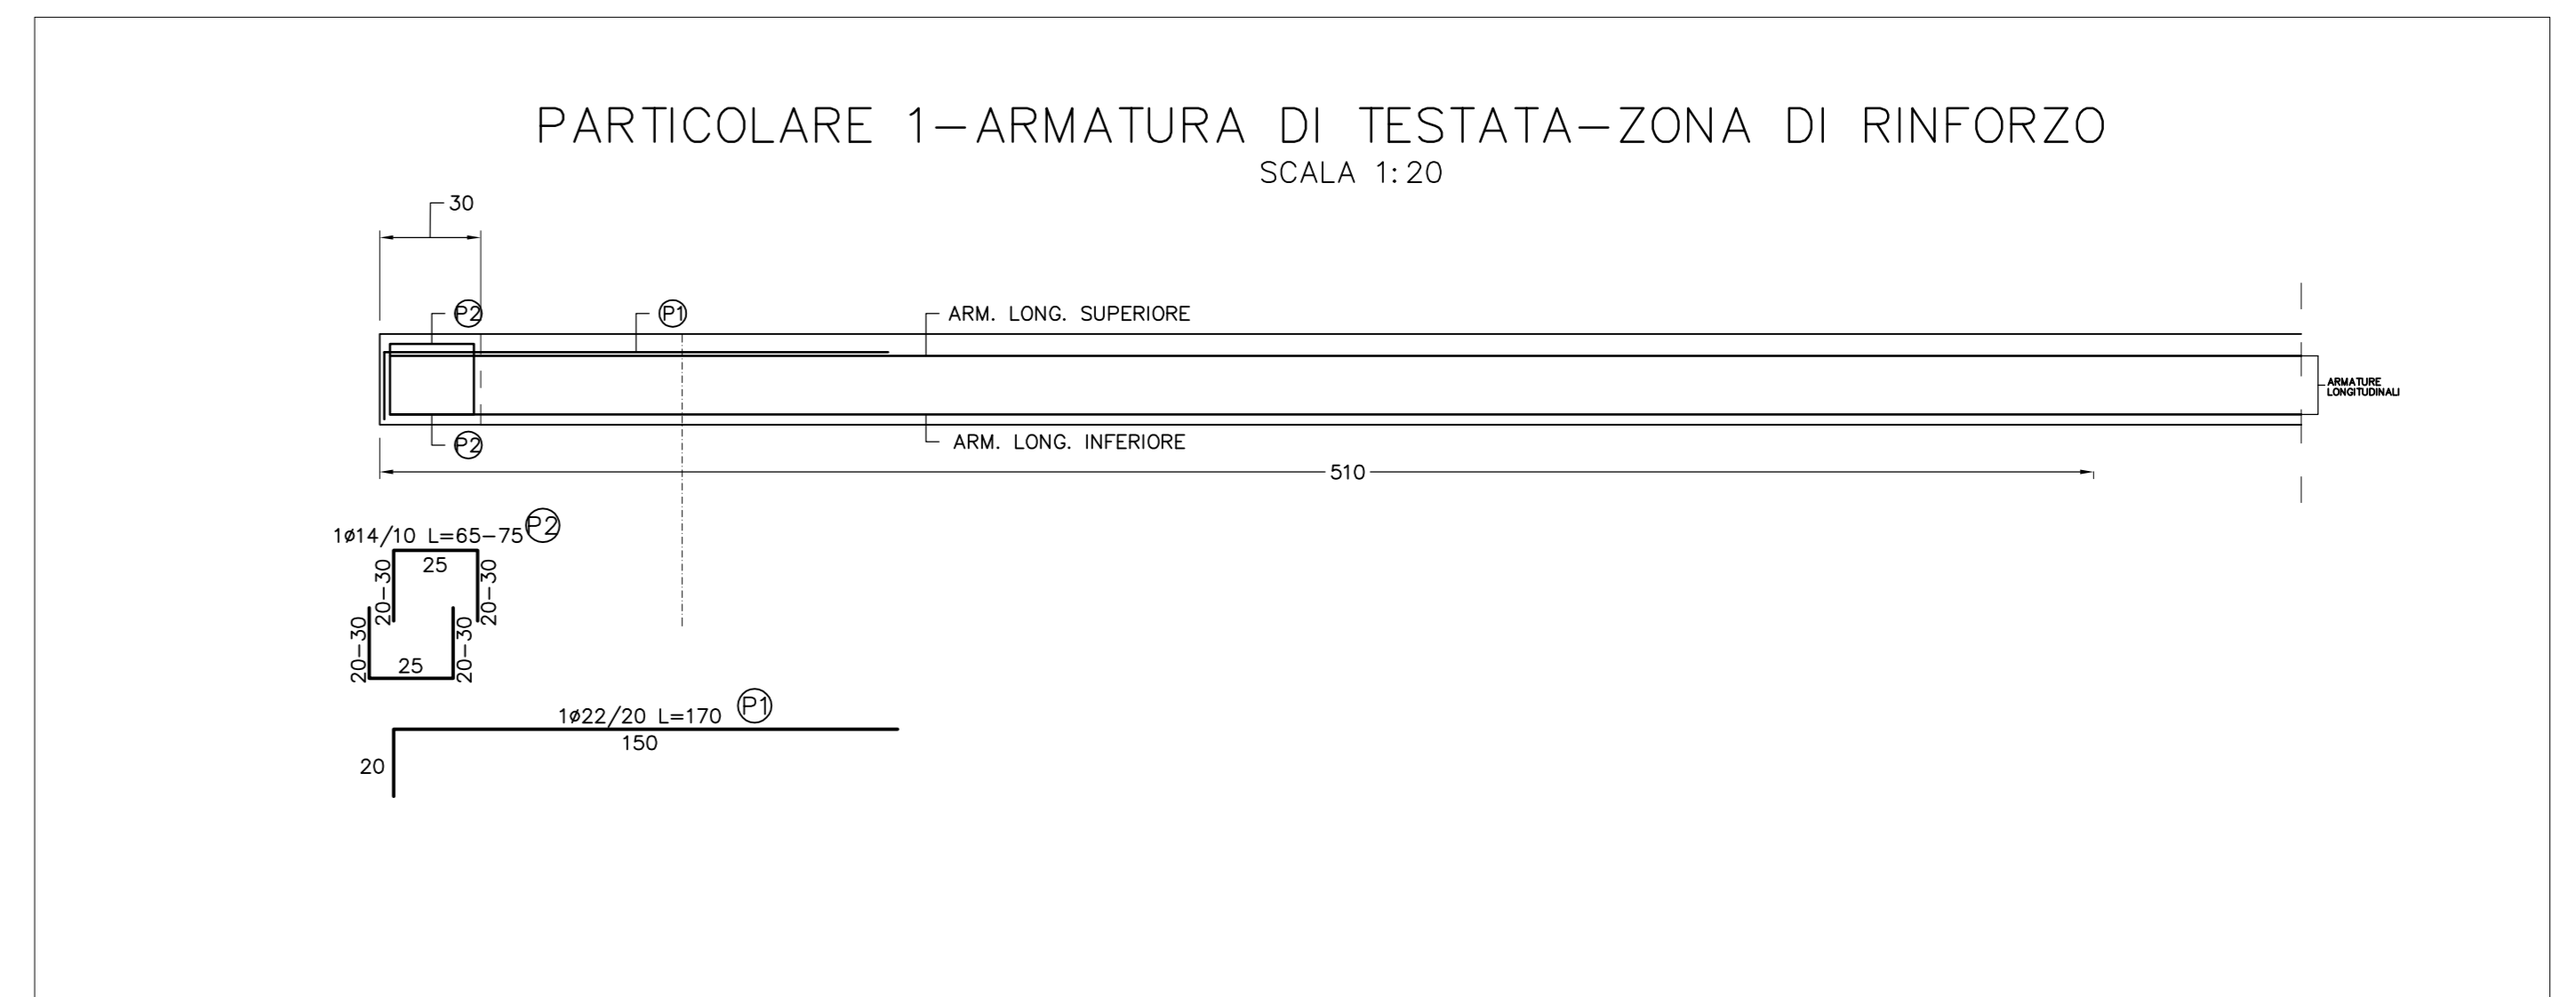 PARTICOLARE 1-ARMATURA DI TESTATA-ZONA DI RINFORZO
SCALA 1:20
30
P2
P1
ARM. LONG. SUPERIORE
ARMATURE
LONGITUDINALI
P2
ARM. LONG. INFERIORE
510
1ø14/10 L=65-75 P2
25
20-30
20-30
20-30
20-30
25
1ø22/20 L=170 P1
150
20